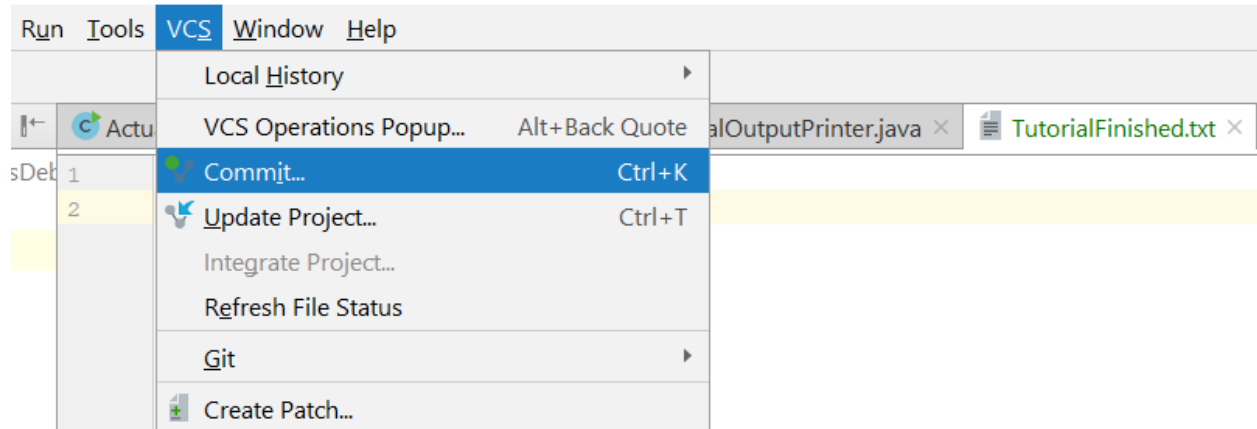 Run Tools VCS Window Help
Local History
VCS Operations Popup... Alt+Back Quote
Commit... Ctrl+K
Update Project... Ctrl+T
Integrate Project...
Refresh File Status
Git
Create Patch...
C Actu
alOutputPrinter.java
TutorialFinished.txt
sDeb
1
2